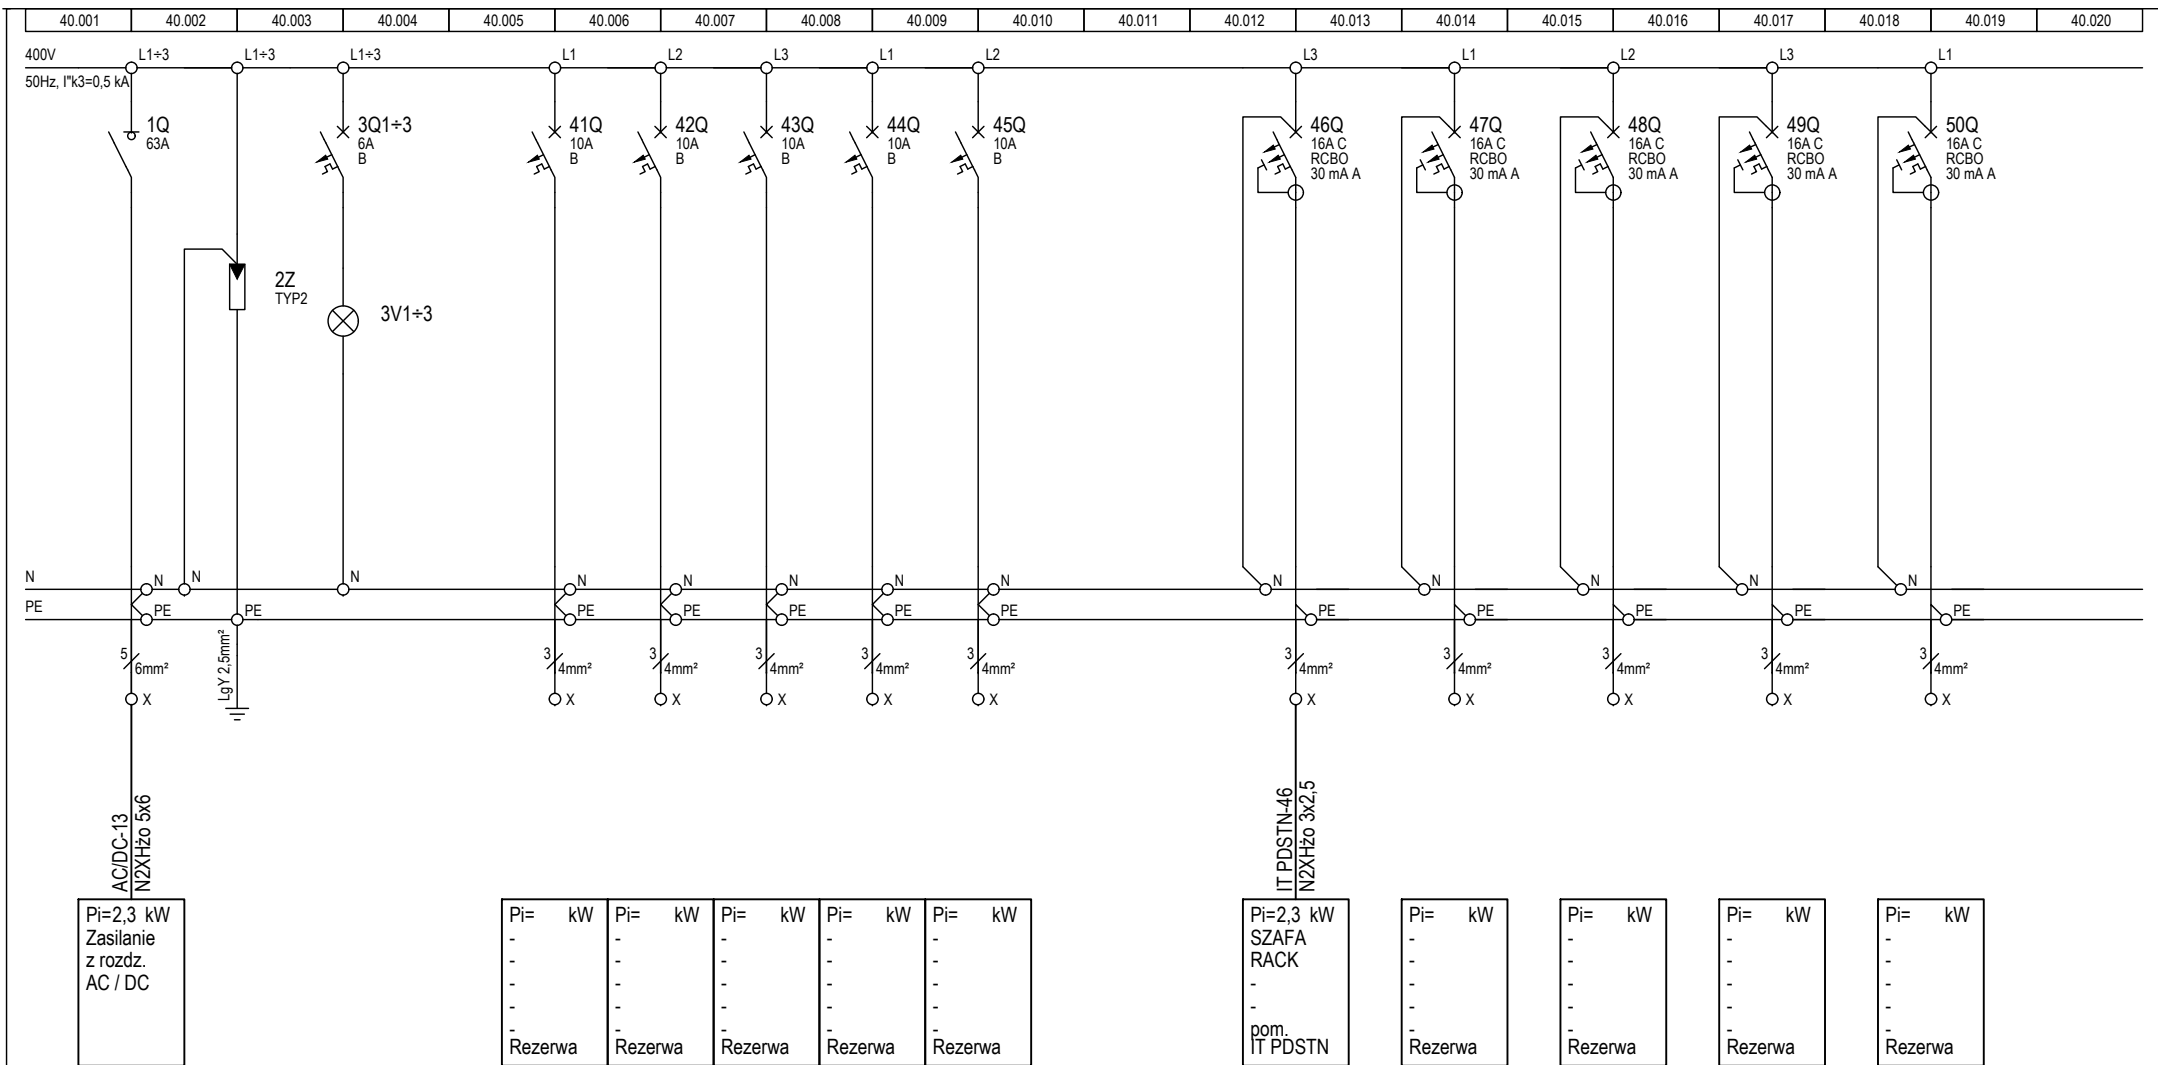 40.001 40.002 40.003 40.004 40.005 40.006 40.007 40.008 40.009 40.010 40.011 40.012 40.013 40.014 40.015 40.016 40.017 40.018 40.019 40.020
400V L1÷3 L1÷3 L1÷3 L1 L2 L3 L1 L2 L3 L1 L2 L3 L1
50Hz, I"k3=0,5 kA
1Q
63A
2Z
TYP2
3Q1÷3
6A
B
3V1÷3
41Q
10A
B
42Q
10A
B
43Q
10A
B
44Q
10A
B
45Q
10A
B
46Q
16A C
RCBO
30 mA A
47Q
16A C
RCBO
30 mA A
48Q
16A C
RCBO
30 mA A
49Q
16A C
RCBO
30 mA A
50Q
16A C
RCBO
30 mA A
N N N N N N N N N N N N N N
PE PE PE PE PE PE PE PE PE PE PE PE PE
5 6mm² LgY 2,5mm² 3 4mm² 3 4mm² 3 4mm² 3 4mm² 3 4mm² 3 4mm² 3 4mm² 3 4mm² 3 4mm² 3 4mm²
X X X X X X X X X X X
AC/DC-13
N2XHżo 5x6
IT PDSTN-46
N2XHżo 3x2,5
Pi=2,3 kW
Zasilanie
z rozdz.
AC / DC
Pi= kW
-
-
-
-
-
Rezerwa
Pi= kW
-
-
-
-
-
Rezerwa
Pi= kW
-
-
-
-
-
Rezerwa
Pi= kW
-
-
-
-
-
Rezerwa
Pi= kW
-
-
-
-
-
Rezerwa
Pi=2,3 kW
SZAFA
RACK
-
-
pom.
IT PDSTN
Pi= kW
-
-
-
-
-
Rezerwa
Pi= kW
-
-
-
-
-
Rezerwa
Pi= kW
-
-
-
-
-
Rezerwa
Pi= kW
-
-
-
-
-
Rezerwa